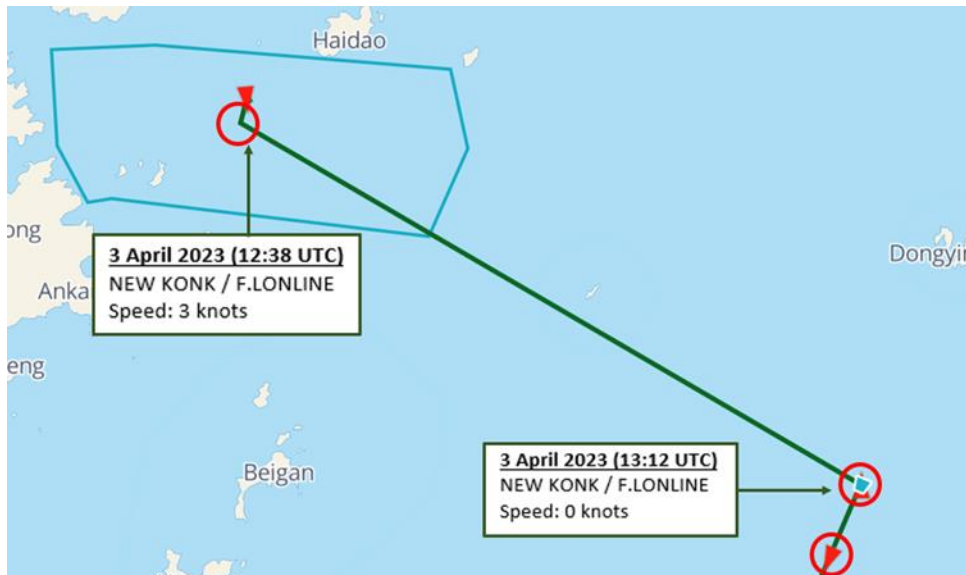 Haidao
3 April 2023 (12:38 UTC)
NEW KONK / F.LONLINE
Speed: 3 knots
ong
Anka
eng
Dongyin
Beigan
3 April 2023 (13:12 UTC)
NEW KONK / F.LONLINE
Speed: 0 knots